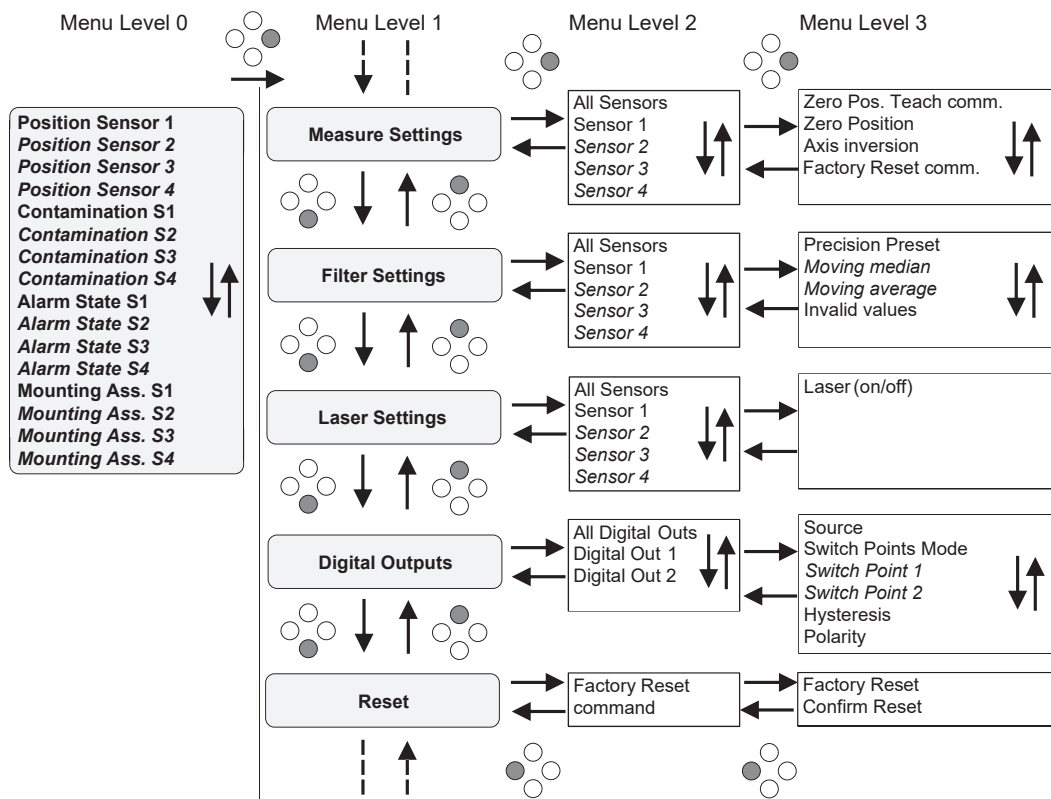 Menu Level 0
Menu Level 1
Menu Level 2
Menu Level 3
Position Sensor 1
Position Sensor 2
Position Sensor 3
Position Sensor 4
Contamination S1
Contamination S2
Contamination S3
Contamination S4
Alarm State S1
Alarm State S2
Alarm State S3
Alarm State S4
Mounting Ass. S1
Mounting Ass. S2
Mounting Ass. S3
Mounting Ass. S4
Measure Settings
All Sensors
Sensor 1
Sensor 2
Sensor 3
Sensor 4
Zero Pos. Teach comm.
Zero Position
Axis inversion
Factory Reset comm.
Filter Settings
All Sensors
Sensor 1
Sensor 2
Sensor 3
Sensor 4
Precision Preset
Moving median
Moving average
Invalid values
Laser Settings
All Sensors
Sensor 1
Sensor 2
Sensor 3
Sensor 4
Laser (on/off)
Digital Outputs
All Digital Outs
Digital Out 1
Digital Out 2
Source
Switch Points Mode
Switch Point 1
Switch Point 2
Hysteresis
Polarity
Reset
Factory Reset
command
Factory Reset
Confirm Reset